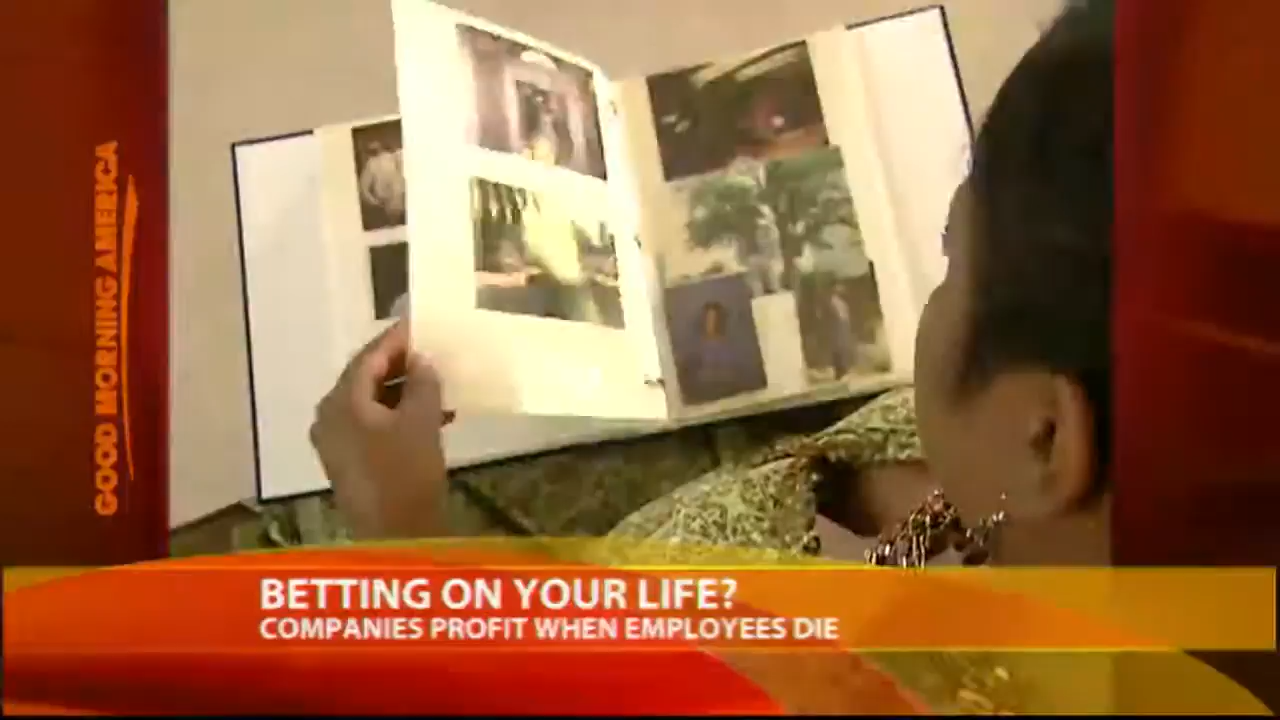 GOOD MORNING AMERICA
BETTING ON YOUR LIFE?
COMPANIES PROFIT WHEN EMPLOYEES DIE